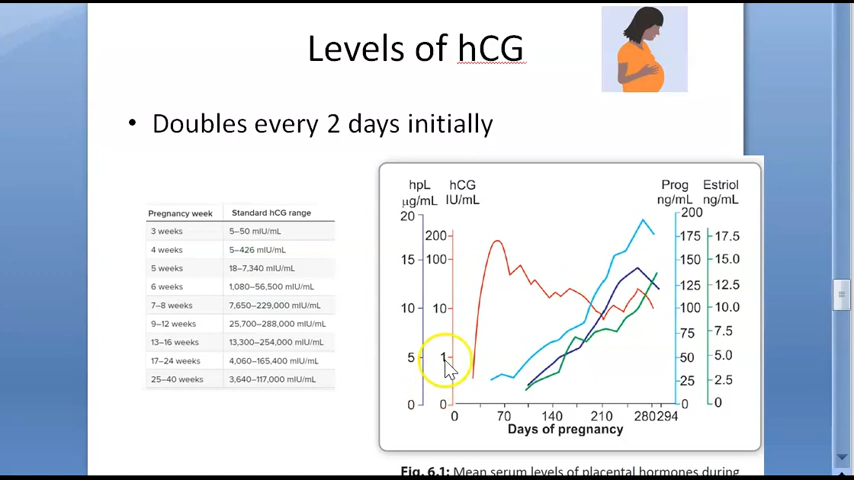 Levels of hCG
• Doubles every 2 days initially
Pregnancy week Standard hCG range
3 weeks 5–50 mIU/mL
4 weeks 5–426 mIU/mL
5 weeks 18–7,340 mIU/mL
6 weeks 1,080–56,500 mIU/mL
7–8 weeks 7,650–229,000 mIU/mL
9–12 weeks 25,700–288,000 mIU/mL
13–16 weeks 13,300–254,000 mIU/mL
17–24 weeks 4,060–165,400 mIU/mL
25–40 weeks 3,640–117,000 mIU/mL
hpL hCG Prog Estriol
µg/mL IU/mL ng/mL ng/mL
20 200 200 17.5
15 100 175 15.0
10 10 150 12.5
5 1 125 10.0
0 0 100 7.5
75 5.0
50 2.5
25 0
0
0 70 140 210 280 294
Days of pregnancy
Fig. 6.1: Mean serum levels of placental hormones during